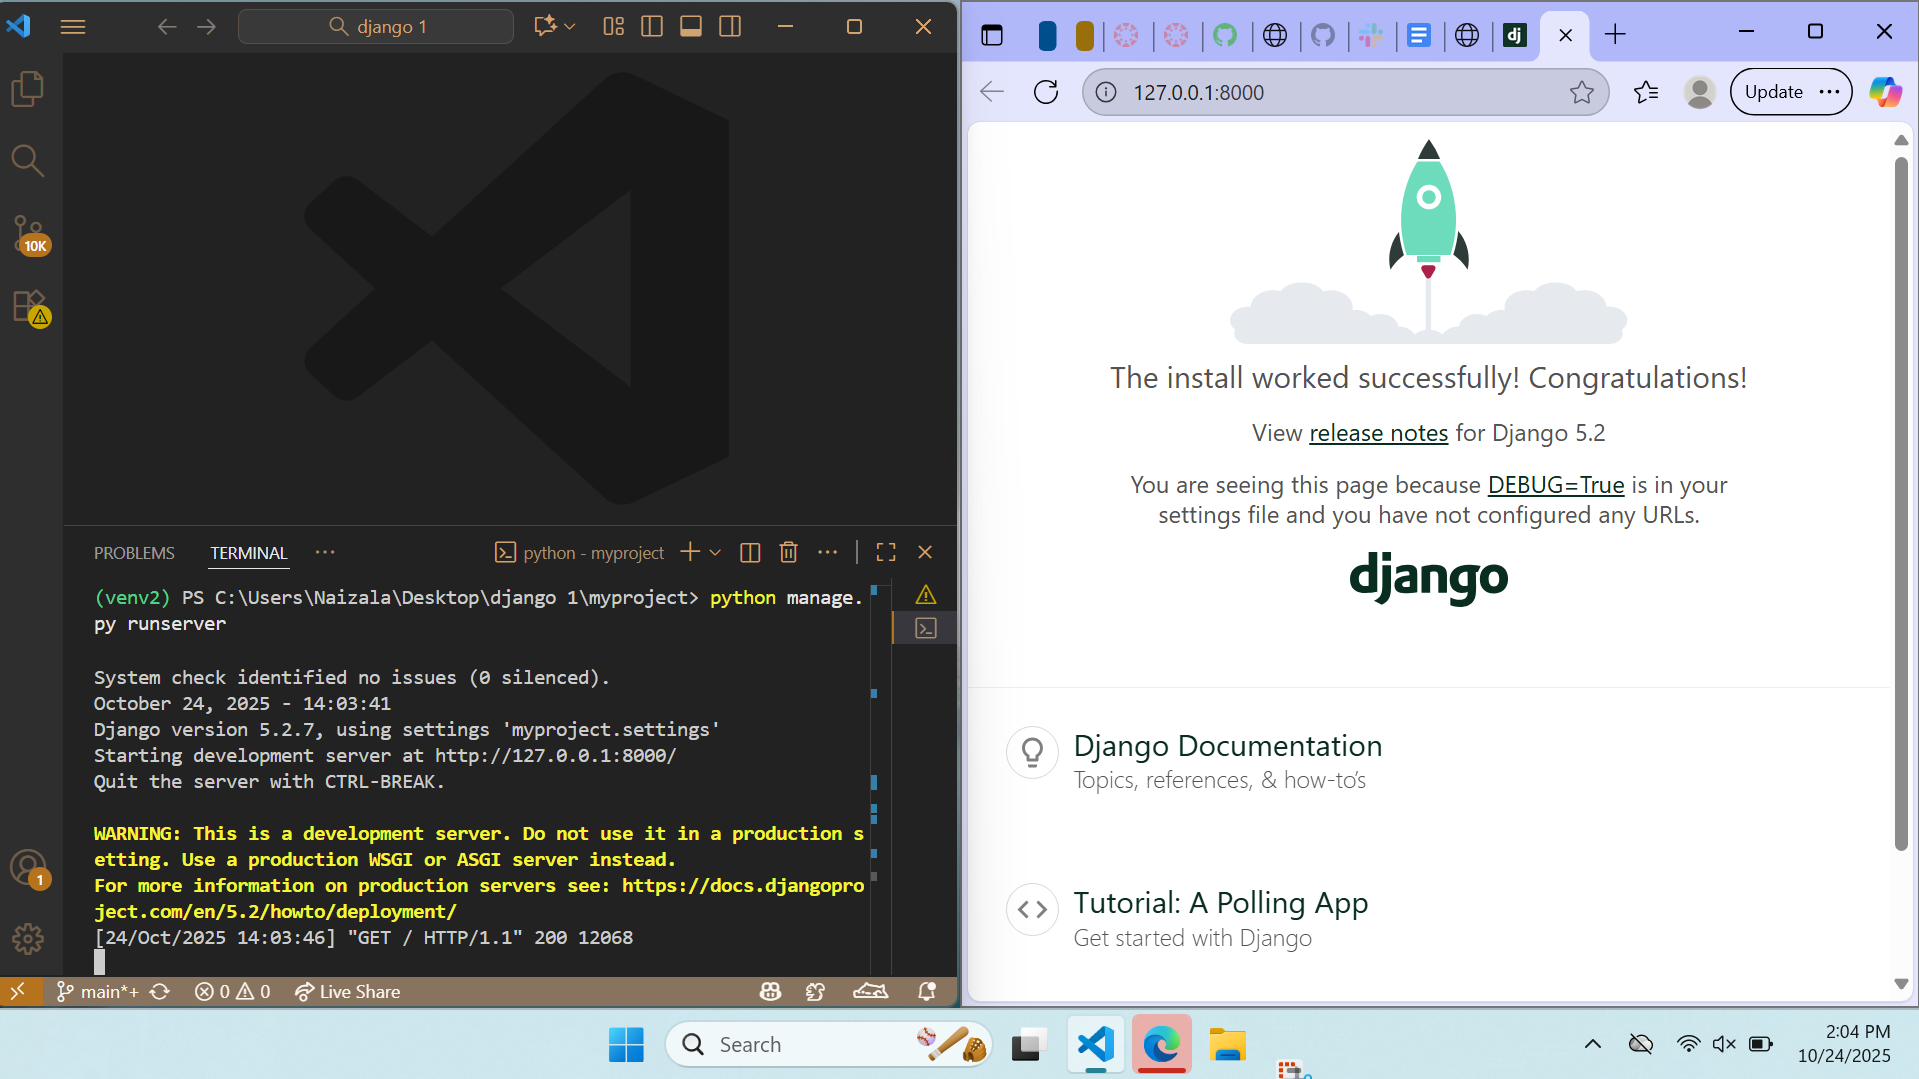 django 1
10K
PROBLEMS TERMINAL ···
python - myproject
(venv2) PS C:\Users\Naizala\Desktop\django 1\myproject> python manage.
py runserver
System check identified no issues (0 silenced).
October 24, 2025 - 14:03:41
Django version 5.2.7, using settings 'myproject.settings'
Starting development server at http://127.0.0.1:8000/
Quit the server with CTRL-BREAK.
WARNING: This is a development server. Do not use it in a production s
etting. Use a production WSGI or ASGI server instead.
For more information on production servers see: https://docs.djangopro
ject.com/en/5.2/howto/deployment/
[24/Oct/2025 14:03:46] "GET / HTTP/1.1" 200 12068
1
main*+ 0 0 Live Share
dj
127.0.0.1:8000
Update
The install worked successfully! Congratulations!
View release notes for Django 5.2
You are seeing this page because DEBUG=True is in your
settings file and you have not configured any URLs.
django
Django Documentation
Topics, references, & how-to's
Tutorial: A Polling App
Get started with Django
Search
2:04 PM
10/24/2025